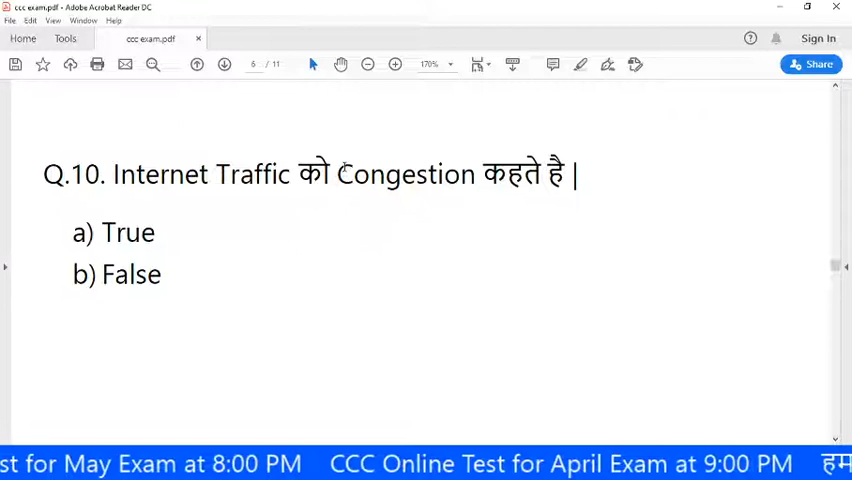 ccc exam.pdf - Adobe Acrobat Reader DC
File Edit View Window Help
Home Tools ccc exam.pdf × Sign In
6 / 11 170% Share
Q.10. Internet Traffic को Congestion कहते है |
a) True
b) False
st for May Exam at 8:00 PM CCC Online Test for April Exam at 9:00 PM हम